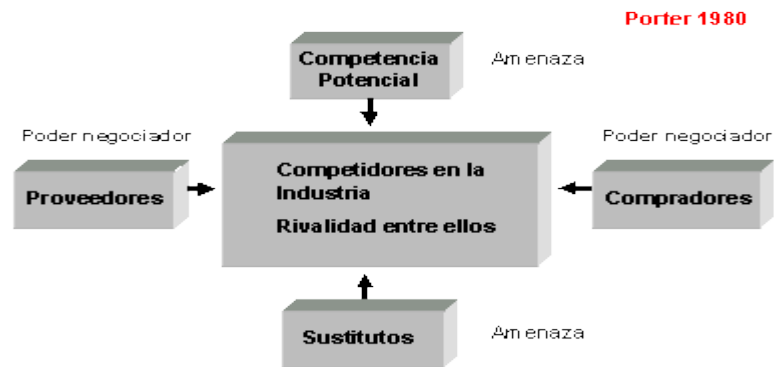 Porter 1980
Competencia
Potencial
Amenaza
Poder negociador
Poder negociador
Proveedores
Competidores en la
Industria
Rivalidad entre ellos
Compradores
Sustitutos
Amenaza